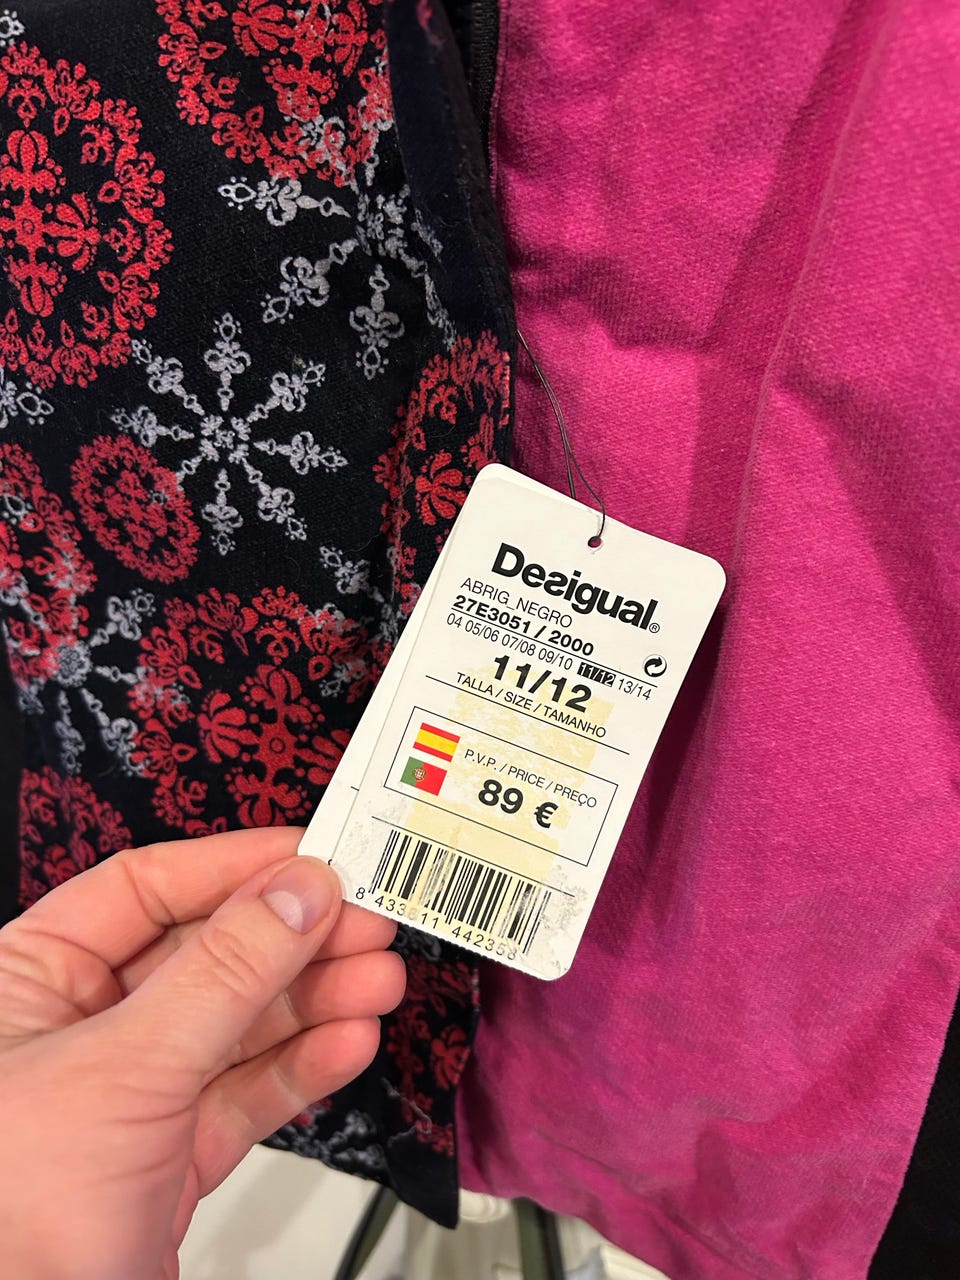 Desigual®
ABRIG_NEGRO
27E3051 / 2000
04 05/06 07/08 09/10 11/12 13/14
11/12
TALLA / SIZE / TAMANHO
P.V.P. / PRICE / PREÇO
89 €
8 433811 442358